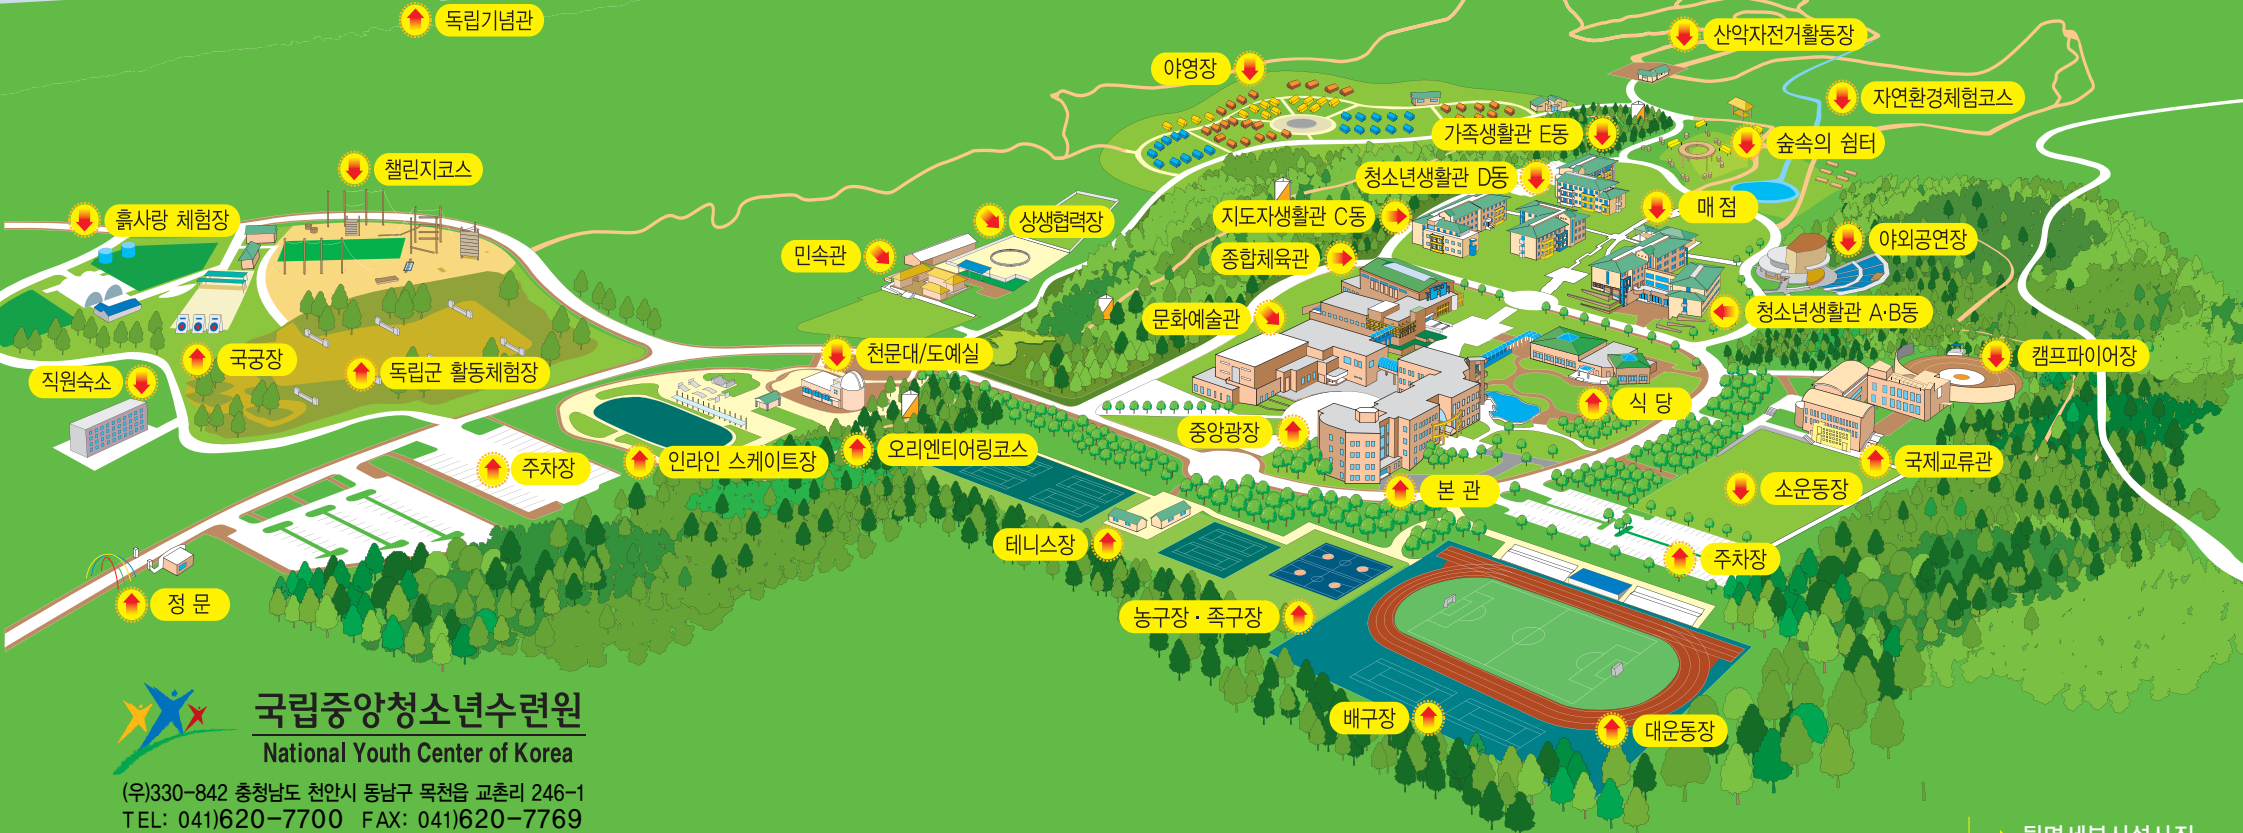 독립기념관
산악자전거활동장
야영장
자연환경체험코스
가족생활관 E동
숲속의 쉼터
챌린지코스
청소년생활관 D동
매점
흙사랑 체험장
상생협력장
지도자생활관 C동
야외공연장
민속관
종합체육관
문화예술관
청소년생활관 A·B동
국궁장
독립군 활동체험장
천문대/도예실
캠프파이어장
직원숙소
식 당
중앙광장
주차장
인라인 스케이트장
오리엔티어링코스
국제교류관
본 관
소운동장
테니스장
주차장
정 문
농구장·족구장
배구장
대운동장
국립중앙청소년수련원
National Youth Center of Korea
(우)330-842 충청남도 천안시 동남구 목천읍 교촌리 246-1
TEL: 041)620-7700 FAX: 041)620-7769